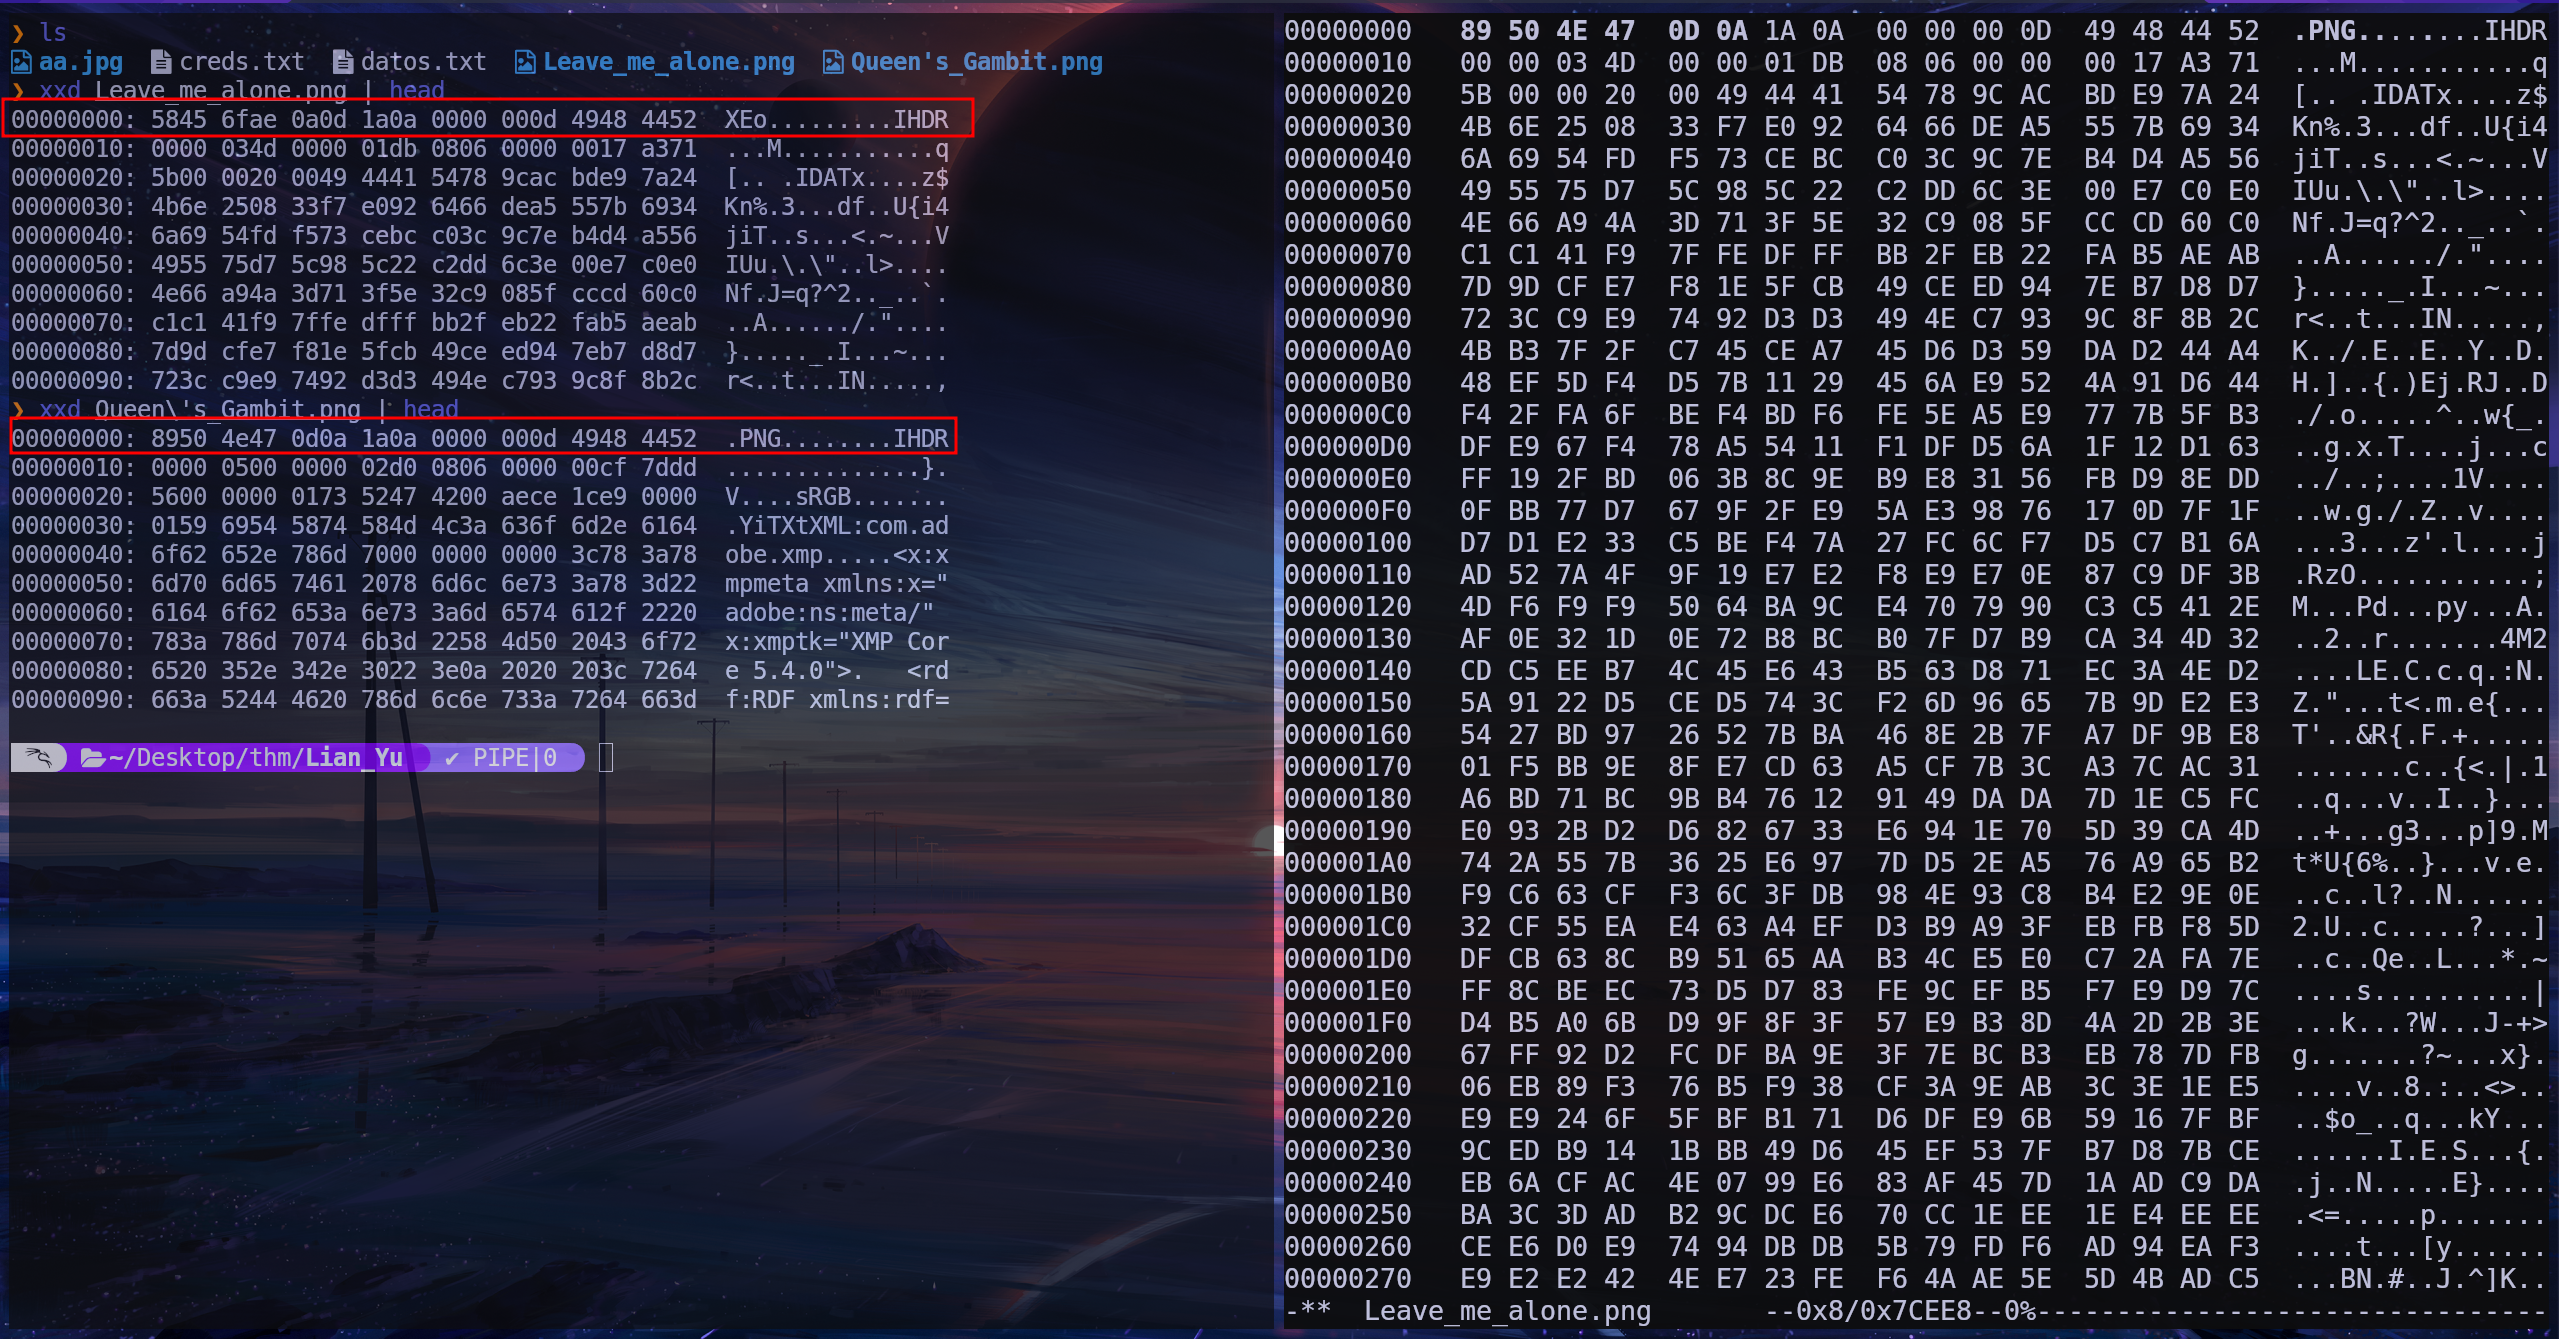 ❯ ls
aa.jpg creds.txt datos.txt Leave_me_alone.png Queen's_Gambit.png
❯ xxd Leave_me_alone.png | head
00000000: 5845 6fae 0a0d 1a0a 0000 000d 4948 4452  XEo.........IHDR
00000010: 0000 034d 0000 01db 0806 0000 0017 a371  ...M...........q
00000020: 5b00 0020 0049 4441 5478 9cac bde9 7a24  [.. .IDATx....z$
00000030: 4b6e 2508 33f7 e092 6466 dea5 557b 6934  Kn%.3...df..U{i4
00000040: 6a69 54fd f573 cebc c03c 9c7e b4d4 a556  jiT..s...<.~...V
00000050: 4955 75d7 5c98 5c22 c2dd 6c3e 00e7 c0e0  IUu.\.\"..l>....
00000060: 4e66 a94a 3d71 3f5e 32c9 085f cccd 60c0  Nf.J=q?^2.._..`.
00000070: c1c1 41f9 7ffe dfff bb2f eb22 fab5 aeab  ..A....../."....
00000080: 7d9d cfe7 f81e 5fcb 49ce ed94 7eb7 d8d7  }....._.I...~...
00000090: 723c c9e9 7492 d3d3 494e c793 9c8f 8b2c  r<..t...IN.....,
❯ xxd Queen\'s_Gambit.png | head
00000000: 8950 4e47 0d0a 1a0a 0000 000d 4948 4452  .PNG........IHDR
00000010: 0000 0500 0000 02d0 0806 0000 00cf 7ddd  ..............}.
00000020: 5600 0000 0173 5247 4200 aece 1ce9 0000  V....sRGB.......
00000030: 0159 6954 5874 584d 4c3a 636f 6d2e 6164  .YiTXtXML:com.ad
00000040: 6f62 652e 786d 7000 0000 0000 3c78 3a78  obe.xmp.....<x:x
00000050: 6d70 6d65 7461 2078 6d6c 6e73 3a78 3d22  mpmeta xmlns:x="
00000060: 6164 6f62 653a 6e73 3a6d 6574 612f 2220  adobe:ns:meta/"
00000070: 783a 786d 7074 6b3d 2258 4d50 2043 6f72  x:xmptk="XMP Cor
00000080: 6520 352e 342e 3022 3e0a 2020 203c 7264  e 5.4.0">.   <rd
00000090: 663a 5244 4620 786d 6c6e 733a 7264 663d  f:RDF xmlns:rdf=
~/Desktop/thm/Lian_Yu ✔ PIPE|0
00000000   89 50 4E 47  0D 0A 1A 0A  00 00 00 0D  49 48 44 52  .PNG........IHDR
00000010   00 00 03 4D  00 00 01 DB  08 06 00 00  00 17 A3 71  ...M...........q
00000020   5B 00 00 20  00 49 44 41  54 78 9C AC  BD E9 7A 24  [.. .IDATx....z$
00000030   4B 6E 25 08  33 F7 E0 92  64 66 DE A5  55 7B 69 34  Kn%.3...df..U{i4
00000040   6A 69 54 FD  F5 73 CE BC  C0 3C 9C 7E  B4 D4 A5 56  jiT..s...<.~...V
00000050   49 55 75 D7  5C 98 5C 22  C2 DD 6C 3E  00 E7 C0 E0  IUu.\.\"..l>....
00000060   4E 66 A9 4A  3D 71 3F 5E  32 C9 08 5F  CC CD 60 C0  Nf.J=q?^2.._..`.
00000070   C1 C1 41 F9  7F FE DF FF  BB 2F EB 22  FA B5 AE AB  ..A....../."....
00000080   7D 9D CF E7  F8 1E 5F CB  49 CE ED 94  7E B7 D8 D7  }....._.I...~...
00000090   72 3C C9 E9  74 92 D3 D3  49 4E C7 93  9C 8F 8B 2C  r<..t...IN.....,
000000A0   4B B3 7F 2F  C7 45 CE A7  45 D6 D3 59  DA D2 44 A4  K../.E..E..Y..D.
000000B0   48 EF 5D F4  D5 7B 11 29  45 6A E9 52  4A 91 D6 44  H.]..{.)Ej.RJ..D
000000C0   F4 2F FA 6F  BE F4 BD F6  FE 5E A5 E9  77 7B 5F B3  ./.o.....^..w{_.
000000D0   DF E9 67 F4  78 A5 54 11  F1 DF D5 6A  1F 12 D1 63  ..g.x.T....j...c
000000E0   FF 19 2F BD  06 3B 8C 9E  B9 E8 31 56  FB D9 8E DD  ../..;....1V....
000000F0   0F BB 77 D7  67 9F 2F E9  5A E3 98 76  17 0D 7F 1F  ..w.g./.Z..v....
00000100   D7 D1 E2 33  C5 BE F4 7A  27 FC 6C F7  D5 C7 B1 6A  ...3...z'.l....j
00000110   AD 52 7A 4F  9F 19 E7 E2  F8 E9 E7 0E  87 C9 DF 3B  .RzO...........;
00000120   4D F6 F9 F9  50 64 BA 9C  E4 70 79 90  C3 C5 41 2E  M...Pd...py...A.
00000130   AF 0E 32 1D  0E 72 B8 BC  B0 7F D7 B9  CA 34 4D 32  ..2..r.......4M2
00000140   CD C5 EE B7  4C 45 E6 43  B5 63 D8 71  EC 3A 4E D2  ....LE.C.c.q.:N.
00000150   5A 91 22 D5  CE D5 74 3C  F2 6D 96 65  7B 9D E2 E3  Z."...t<.m.e{...
00000160   54 27 BD 97  26 52 7B BA  46 8E 2B 7F  A7 DF 9B E8  T'..&R{.F.+.....
00000170   01 F5 BB 9E  8F E7 CD 63  A5 CF 7B 3C  A3 7C AC 31  .......c..{<.|.1
00000180   A6 BD 71 BC  9B B4 76 12  91 49 DA DA  7D 1E C5 FC  ..q...v..I..}...
00000190   E0 93 2B D2  D6 82 67 33  E6 94 1E 70  5D 39 CA 4D  ..+...g3...p]9.M
000001A0   74 2A 55 7B  36 25 E6 97  7D D5 2E A5  76 A9 65 B2  t*U{6%..}...v.e.
000001B0   F9 C6 63 CF  F3 6C 3F DB  98 4E 93 C8  B4 E2 9E 0E  ..c..l?..N......
000001C0   32 CF 55 EA  E4 63 A4 EF  D3 B9 A9 3F  EB FB F8 5D  2.U..c.....?...]
000001D0   DF CB 63 8C  B9 51 65 AA  B3 4C E5 E0  C7 2A FA 7E  ..c..Qe..L...*.~
000001E0   FF 8C BE EC  73 D5 D7 83  FE 9C EF B5  F7 E9 D9 7C  ....s..........|
000001F0   D4 B5 A0 6B  D9 9F 8F 3F  57 E9 B3 8D  4A 2D 2B 3E  ...k...?W...J-+>
00000200   67 FF 92 D2  FC DF BA 9E  3F 7E BC B3  EB 78 7D FB  g.......?~...x}.
00000210   06 EB 89 F3  76 B5 F9 38  CF 3A 9E AB  3C 3E 1E E5  ....v..8.:..<>..
00000220   E9 E9 24 6F  5F BF B1 71  D6 DF E9 6B  59 16 7F BF  ..$o_..q...kY...
00000230   9C ED B9 14  1B BB 49 D6  45 EF 53 7F  B7 D8 7B CE  ......I.E.S...{.
00000240   EB 6A CF AC  4E 07 99 E6  83 AF 45 7D  1A AD C9 DA  .j..N.....E}....
00000250   BA 3C 3D AD  B2 9C DC E6  70 CC 1E EE  1E E4 EE EE  .<=.....p.......
00000260   CE E6 D0 E9  74 94 DB DB  5B 79 FD F6  AD 94 EA F3  ....t...[y......
00000270   E9 E2 E2 42  4E E7 23 FE  F6 4A AE 5E  5D 4B AD C5  ...BN.#..J.^]K..
-**  Leave_me_alone.png       --0x8/0x7CEE8--0%--------------------------------